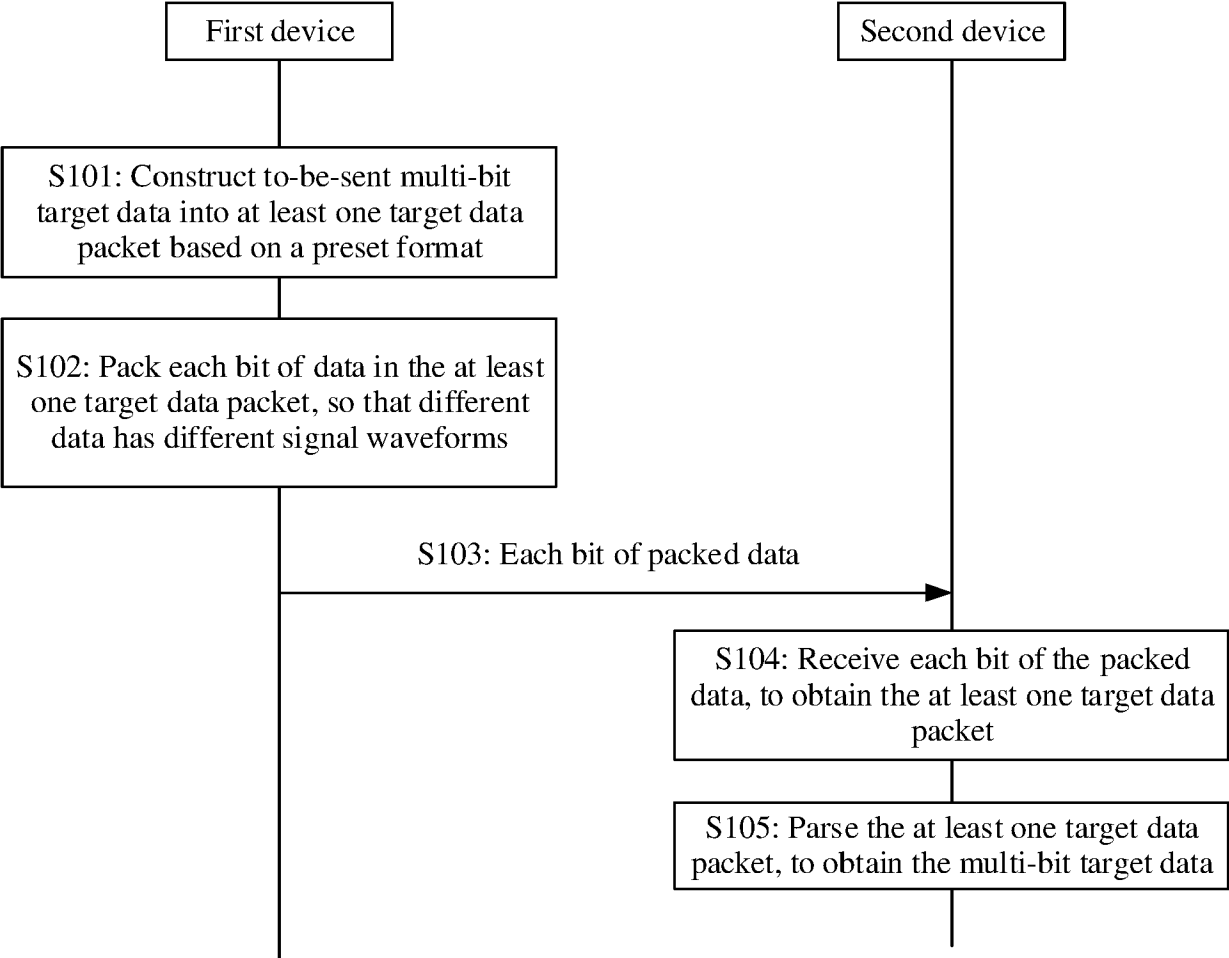 First device
Second device
S101: Construct to-be-sent multi-bit
target data into at least one target data
packet based on a preset format
S102: Pack each bit of data in the at least
one target data packet, so that different
data has different signal waveforms
S103: Each bit of packed data
S104: Receive each bit of the packed
data, to obtain the at least one target data
packet
S105: Parse the at least one target data
packet, to obtain the multi-bit target data